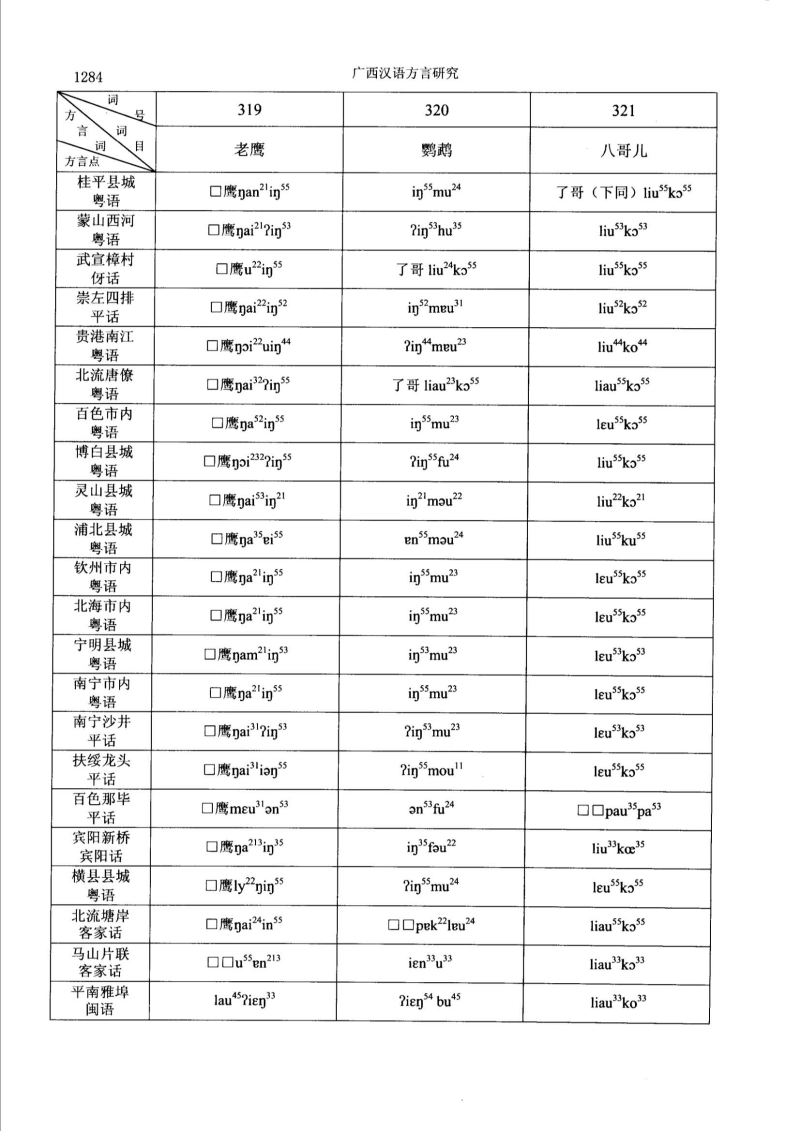 1284
广西汉语方言研究
词 号
方 言 词
词 目
方言点
319 320 321
老鹰 鹦鹉 八哥儿
桂平县城
粤语
□鹰ŋan²¹iŋ⁵⁵ iŋ⁵⁵mu²⁴ 了哥（下同）liu⁵⁵kɔ⁵⁵
蒙山西河
粤语
□鹰ŋai²¹ʔiŋ⁵³ ʔiŋ⁵³hu³⁵ liu⁵³kɔ⁵³
武宣樟村
伢话
□鹰u²²iŋ⁵⁵ 了哥 liu²⁴kɔ⁵⁵ liu⁵⁵kɔ⁵⁵
崇左四排
平话
□鹰ŋai²²iŋ⁵² iŋ⁵²mɐu³¹ liu⁵²kɔ⁵²
贵港南江
粤语
□鹰ŋɔi²²uiŋ⁴⁴ ʔiŋ⁴⁴mɐu²³ liu⁴⁴ko⁴⁴
北流唐僚
粤语
□鹰ŋai³²ʔiŋ⁵⁵ 了哥 liau²³kɔ⁵⁵ liau⁵⁵kɔ⁵⁵
百色市内
粤语
□鹰ŋa⁵²iŋ⁵⁵ iŋ⁵⁵mu²³ lɛu⁵⁵kɔ⁵⁵
博白县城
粤语
□鹰ŋɔi²³²ʔiŋ⁵⁵ ʔiŋ⁵⁵fu²⁴ liu⁵⁵kɔ⁵⁵
灵山县城
粤语
□鹰ŋai⁵³iŋ²¹ iŋ²¹məu²² liu²²kɔ²¹
浦北县城
粤语
□鹰ŋa³⁵ɐi⁵⁵ ɐn⁵⁵məu²⁴ liu⁵⁵ku⁵⁵
钦州市内
粤语
□鹰ŋa²¹iŋ⁵⁵ iŋ⁵⁵mu²³ lɛu⁵⁵kɔ⁵⁵
北海市内
粤语
□鹰ŋa²¹iŋ⁵⁵ iŋ⁵⁵mu²³ lɛu⁵⁵kɔ⁵⁵
宁明县城
粤语
□鹰ŋam²¹iŋ⁵³ iŋ⁵³mu²³ lɛu⁵³kɔ⁵³
南宁市内
粤语
□鹰ŋa²¹iŋ⁵⁵ iŋ⁵⁵mu²³ lɛu⁵⁵kɔ⁵⁵
南宁沙井
平话
□鹰ŋai³¹ʔiŋ⁵³ ʔiŋ⁵³mu²³ lɛu⁵³kɔ⁵³
扶绥龙头
平话
□鹰ŋai³¹iəŋ⁵⁵ ʔiŋ⁵⁵mou¹¹ lɛu⁵⁵kɔ⁵⁵
百色那毕
平话
□鹰mɛu³¹ən⁵³ ən⁵³fu²⁴ □□pau³⁵pa⁵³
宾阳新桥
宾阳话
□鹰ŋa²¹³iŋ³⁵ iŋ³⁵fəu²² liu³³kœ³⁵
横县县城
粤语
□鹰ly²²ŋiŋ⁵⁵ ʔiŋ⁵⁵mu²⁴ lɛu⁵⁵kɔ⁵⁵
北流塘岸
客家话
□鹰ŋai²⁴in⁵⁵ □□pɐk²²lɐu²⁴ liau⁵⁵kɔ⁵⁵
马山片联
客家话
□□u⁵⁵ɐn²¹³ iɛn³³u³³ liau³³kɔ³³
平南雅埠
闽语
lau⁴⁵ʔiɛŋ³³ ʔiɛŋ⁵⁴ bu⁴⁵ liau³³ko³³